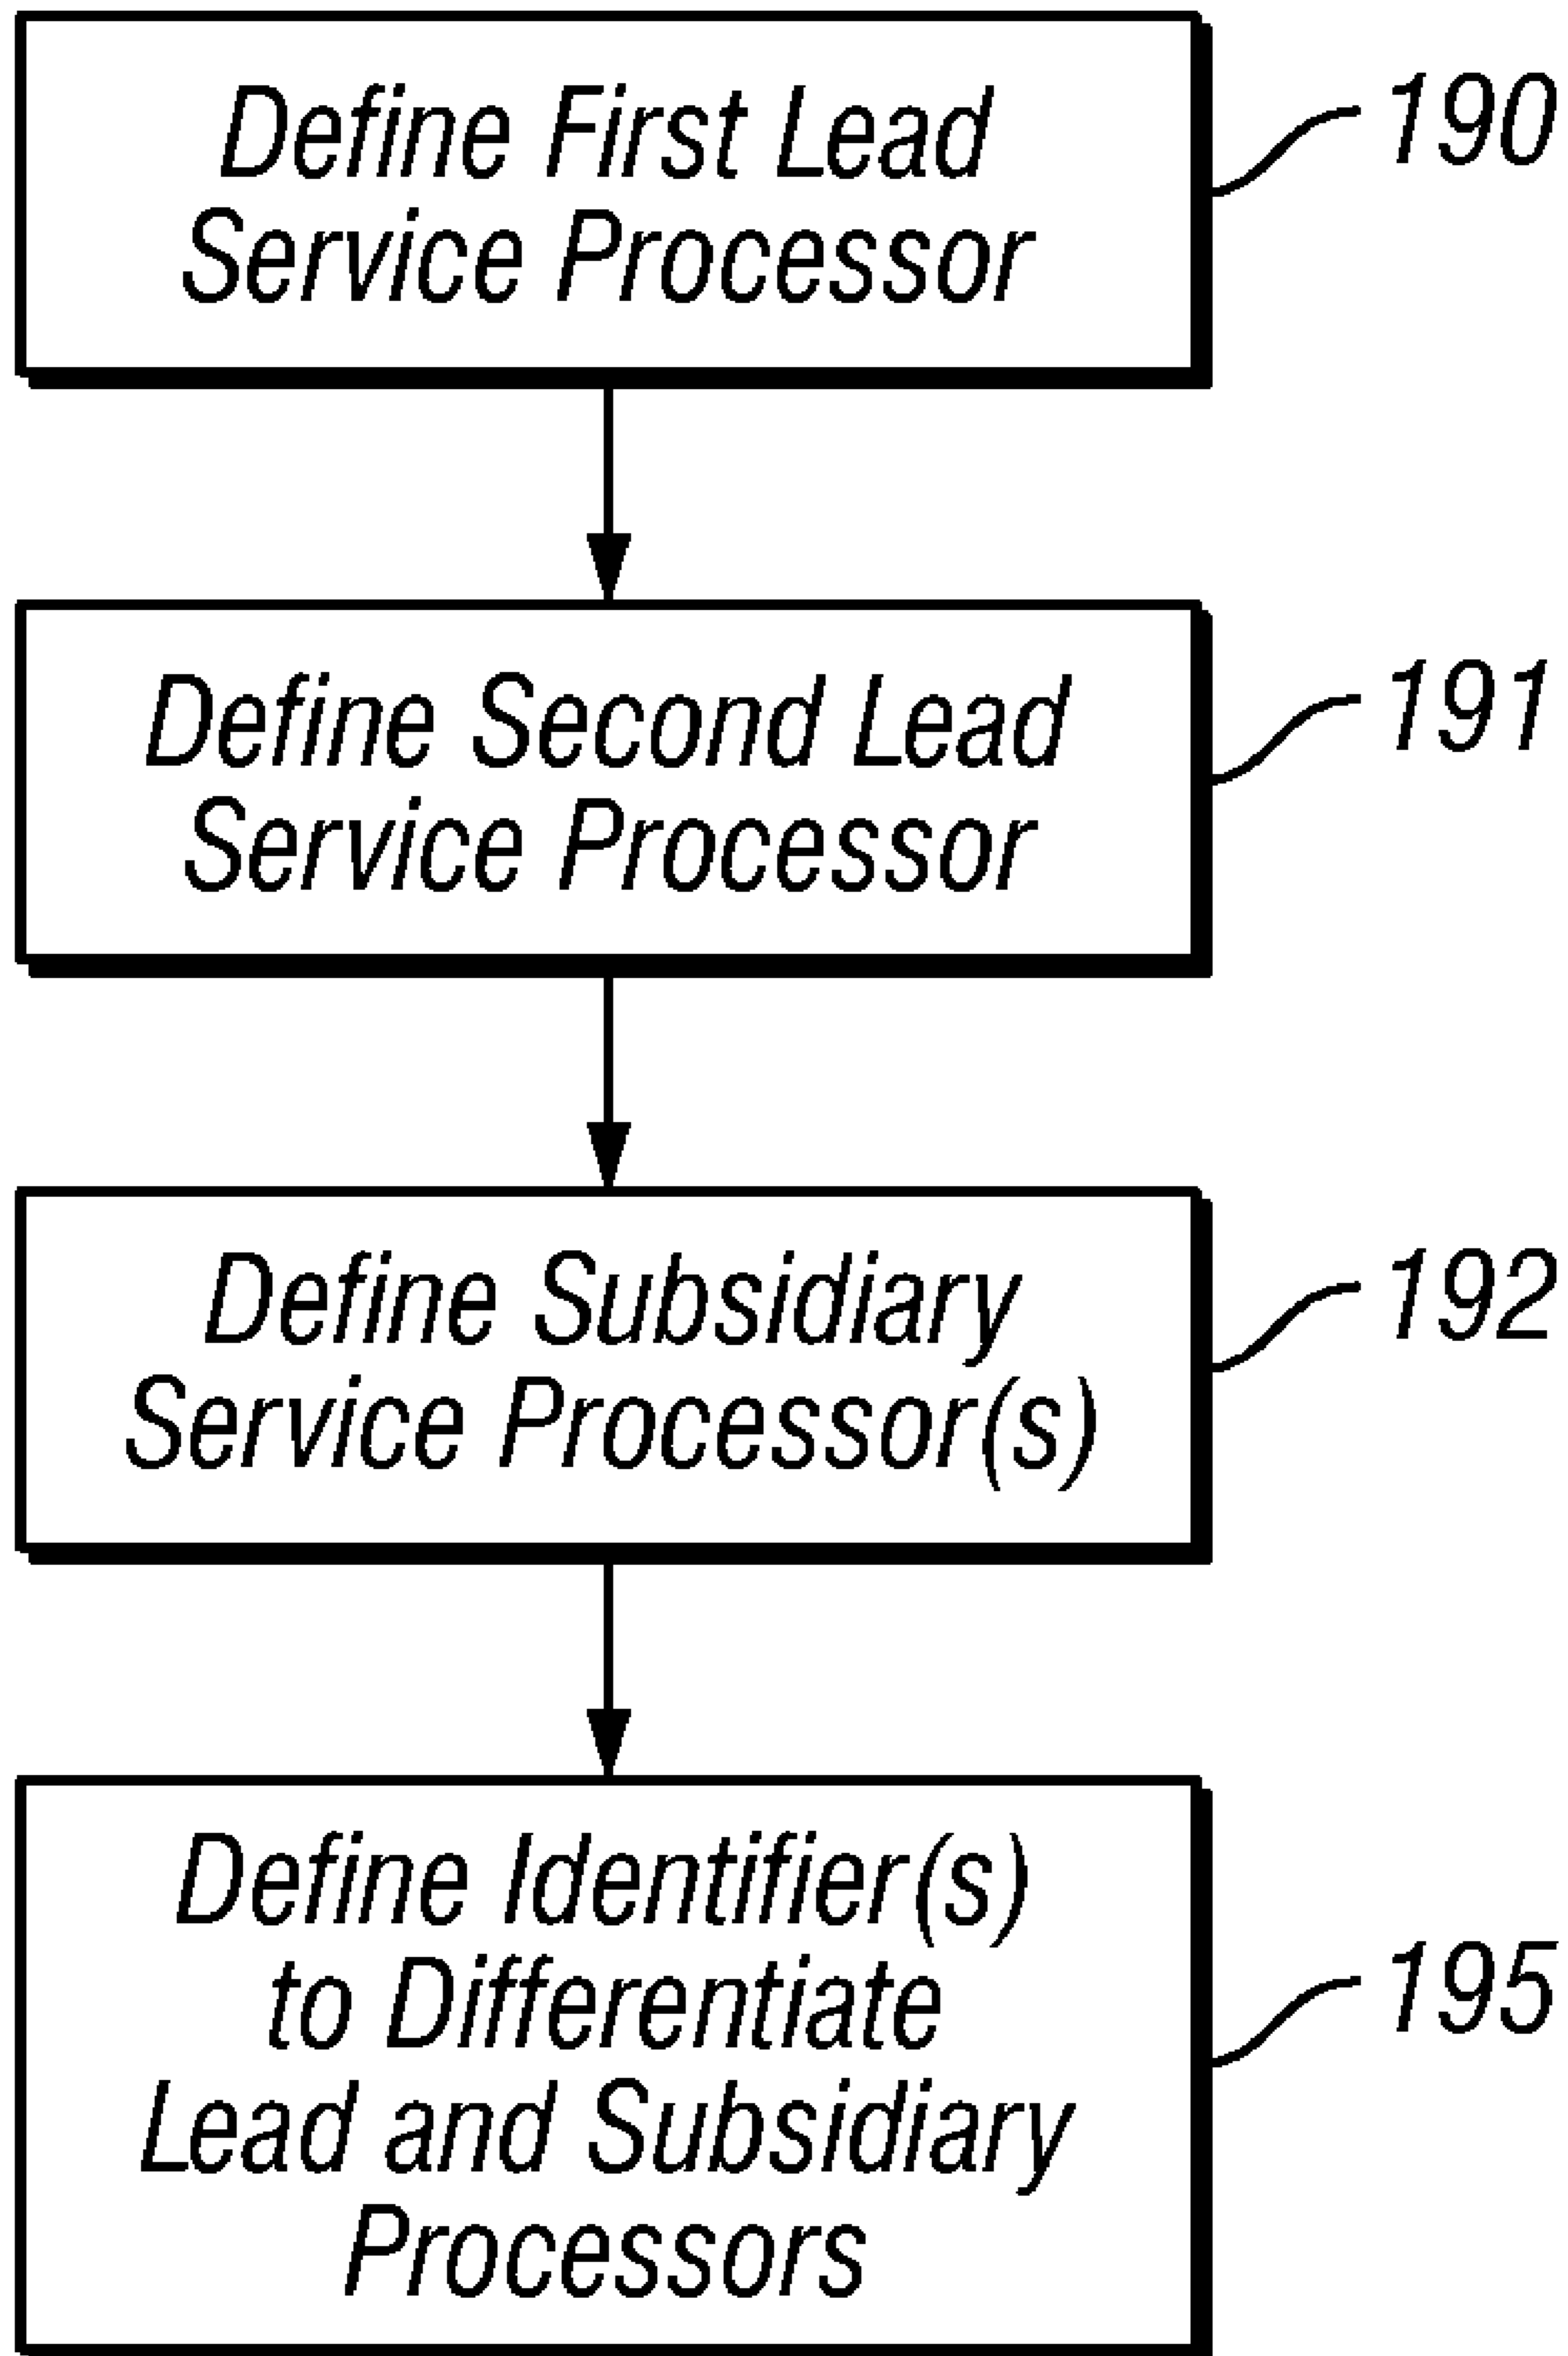 Define First Lead
Service Processor
190
Define Second Lead
Service Processor
191
Define Subsidiary
Service Processor(s)
192
Define Identifier(s)
to Differentiate
Lead and Subsidiary
Processors
195